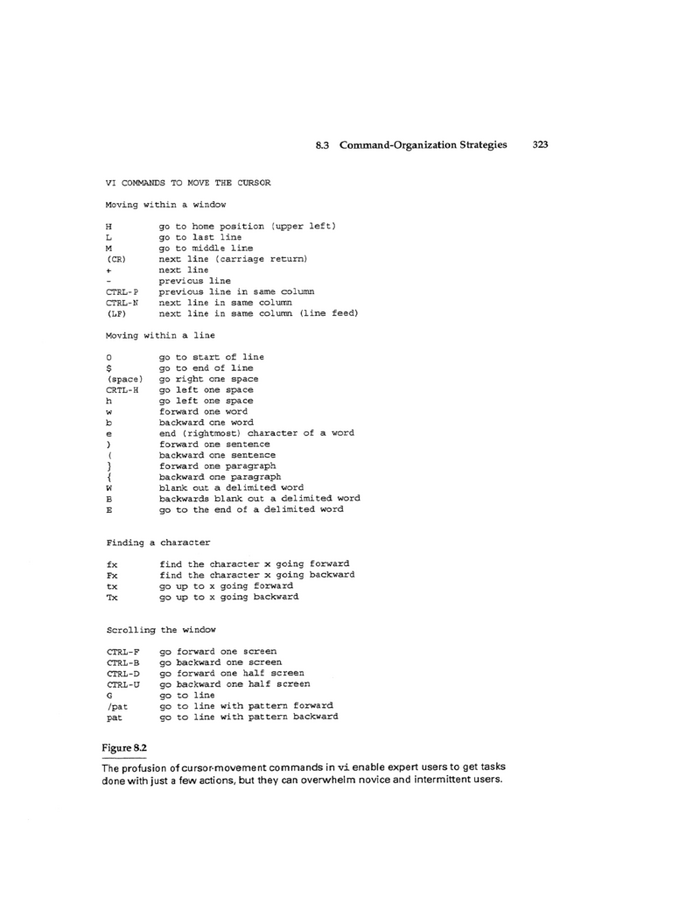 8.3 Command-Organization Strategies 323
VI COMMANDS TO MOVE THE CURSOR
Moving within a window
H go to home position (upper left)
L go to last line
M go to middle line
(CR) next line (carriage return)
+ next line
- previous line
CTRL-P previous line in same column
CTRL-N next line in same column
(LF) next line in same column (line feed)
Moving within a line
0 go to start of line
$ go to end of line
(space) go right one space
CRTL-H go left one space
h go left one space
w forward one word
b backward one word
e end (rightmost) character of a word
) forward one sentence
( backward one sentence
} forward one paragraph
{ backward one paragraph
W blank out a delimited word
B backwards blank out a delimited word
E go to the end of a delimited word
Finding a character
fx find the character x going forward
Fx find the character x going backward
tx go up to x going forward
Tx go up to x going backward
Scrolling the window
CTRL-F go forward one screen
CTRL-B go backward one screen
CTRL-D go forward one half screen
CTRL-U go backward one half screen
G go to line
/pat go to line with pattern forward
pat go to line with pattern backward
Figure 8.2
The profusion of cursor-movement commands in vi enable expert users to get tasks
done with just a few actions, but they can overwhelm novice and intermittent users.